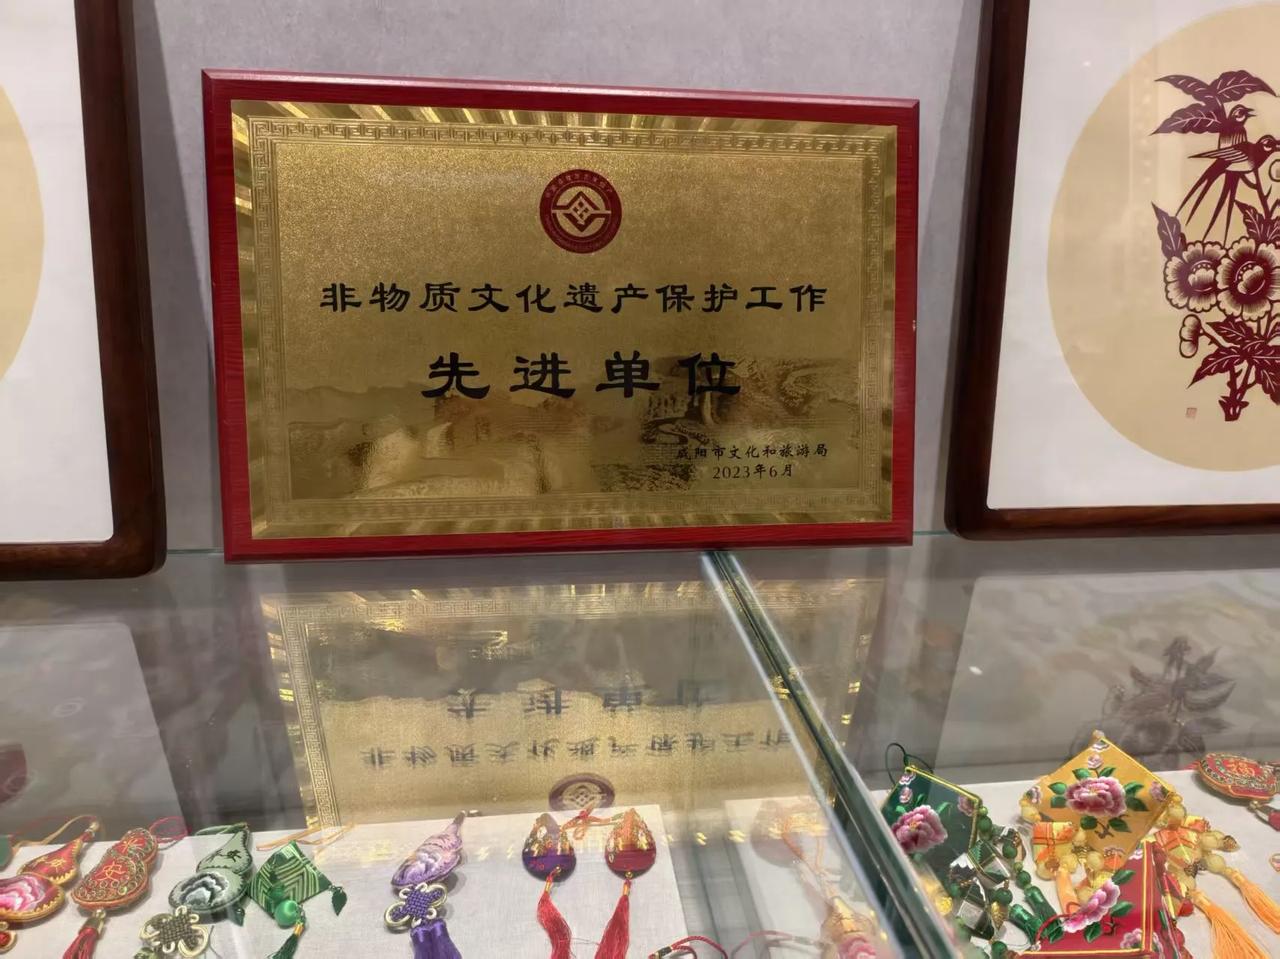 非物质文化遗产保护工作
先进单位
咸阳市文化和旅游局
2023年6月